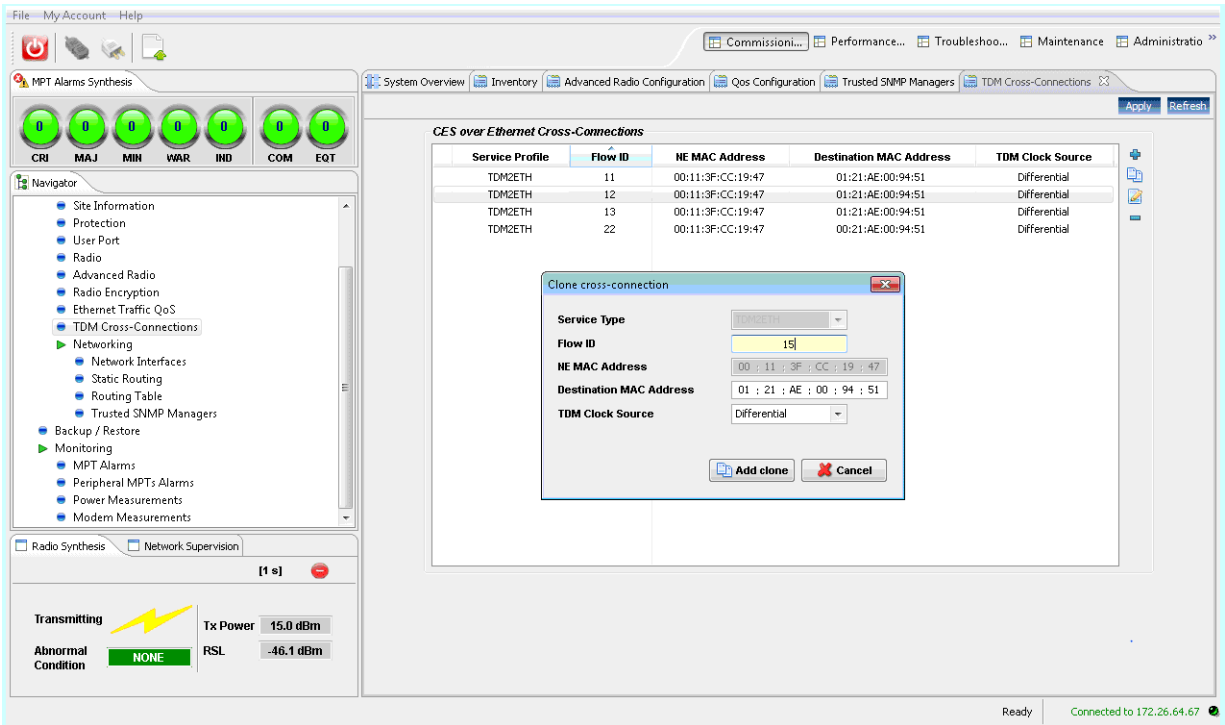 File My Account Help
Commissioni... Performance... Troubleshoo... Maintenance Administratio »
MPT Alarms Synthesis
0 0 0 0 0 0 0
CRI MAJ MIN WAR IND COM EQT
Navigator
Site Information
Protection
User Port
Radio
Advanced Radio
Radio Encryption
Ethernet Traffic QoS
TDM Cross-Connections
Networking
Network Interfaces
Static Routing
Routing Table
Trusted SNMP Managers
Backup / Restore
Monitoring
MPT Alarms
Peripheral MPTs Alarms
Power Measurements
Modem Measurements
Radio Synthesis Network Supervision
[1 s]
Transmitting Tx Power 15.0 dBm
Abnormal Condition NONE RSL -46.1 dBm
System Overview Inventory Advanced Radio Configuration Qos Configuration Trusted SNMP Managers TDM Cross-Connections
Apply Refresh
CES over Ethernet Cross-Connections
Service Profile Flow ID NE MAC Address Destination MAC Address TDM Clock Source
TDM2ETH 11 00:11:3F:CC:19:47 01:21:AE:00:94:51 Differential
TDM2ETH 12 00:11:3F:CC:19:47 01:21:AE:00:94:51 Differential
TDM2ETH 13 00:11:3F:CC:19:47 01:21:AE:00:94:51 Differential
TDM2ETH 22 00:11:3F:CC:19:47 00:21:AE:00:94:51 Differential
Clone cross-connection
Service Type TDM2ETH
Flow ID 15
NE MAC Address 00 : 11 : 3F : CC : 19 : 47
Destination MAC Address 01 : 21 : AE : 00 : 94 : 51
TDM Clock Source Differential
Add clone Cancel
Ready Connected to 172.26.64.67